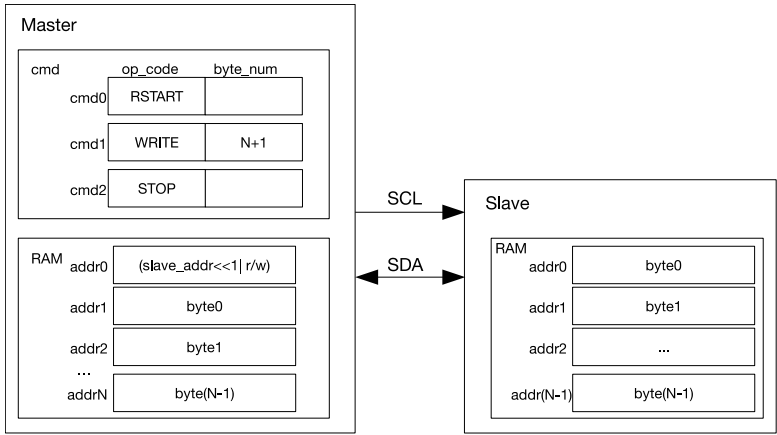 Master
cmd op_code byte_num
cmd0 RSTART
cmd1 WRITE N+1
cmd2 STOP
RAM
addr0 (slave_addr<<1| r/w)
addr1 byte0
addr2 byte1
...
addrN byte(N-1)
SCL
SDA
Slave
RAM
addr0 byte0
addr1 byte1
addr2 ...
addr(N-1) byte(N-1)